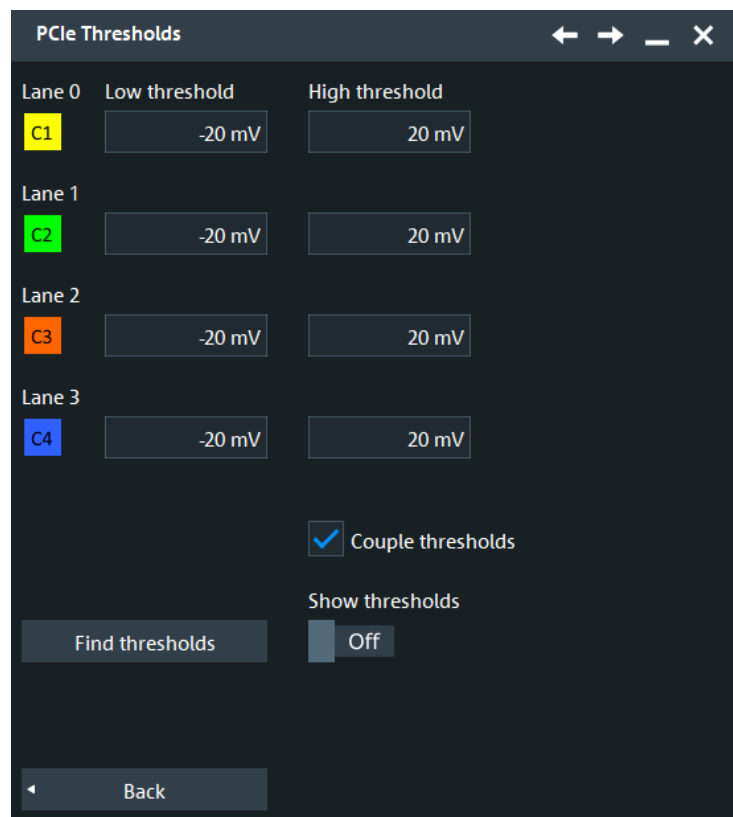 PCIe Thresholds
Lane 0 Low threshold High threshold
C1 -20 mV 20 mV
Lane 1
C2 -20 mV 20 mV
Lane 2
C3 -20 mV 20 mV
Lane 3
C4 -20 mV 20 mV
Couple thresholds
Show thresholds
Find thresholds Off
Back